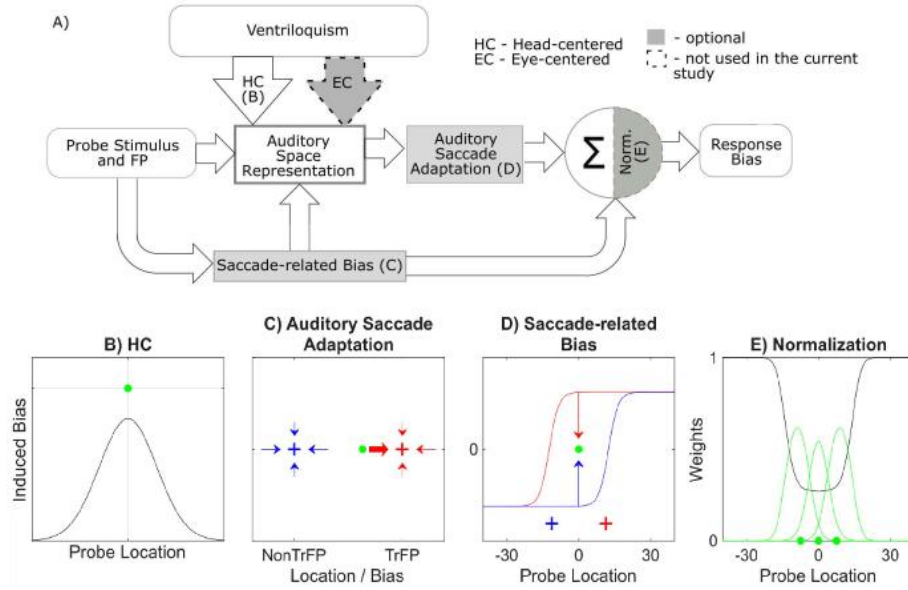 A)
Ventriloquism
HC - Head-centered
EC - Eye-centered
- optional
- not used in the current
study
HC
(B)
EC
Probe Stimulus
and FP
Auditory
Space
Representation
Auditory
Saccade
Adaptation (D)
Σ
Norm.
(E)
Response
Bias
Saccade-related Bias (C)
B) HC
Induced Bias
Probe Location
C) Auditory Saccade
Adaptation
NonTrFP
TrFP
Location / Bias
D) Saccade-related
Bias
0
-30
0
30
Probe Location
E) Normalization
Weights
1
0
-30
0
30
Probe Location